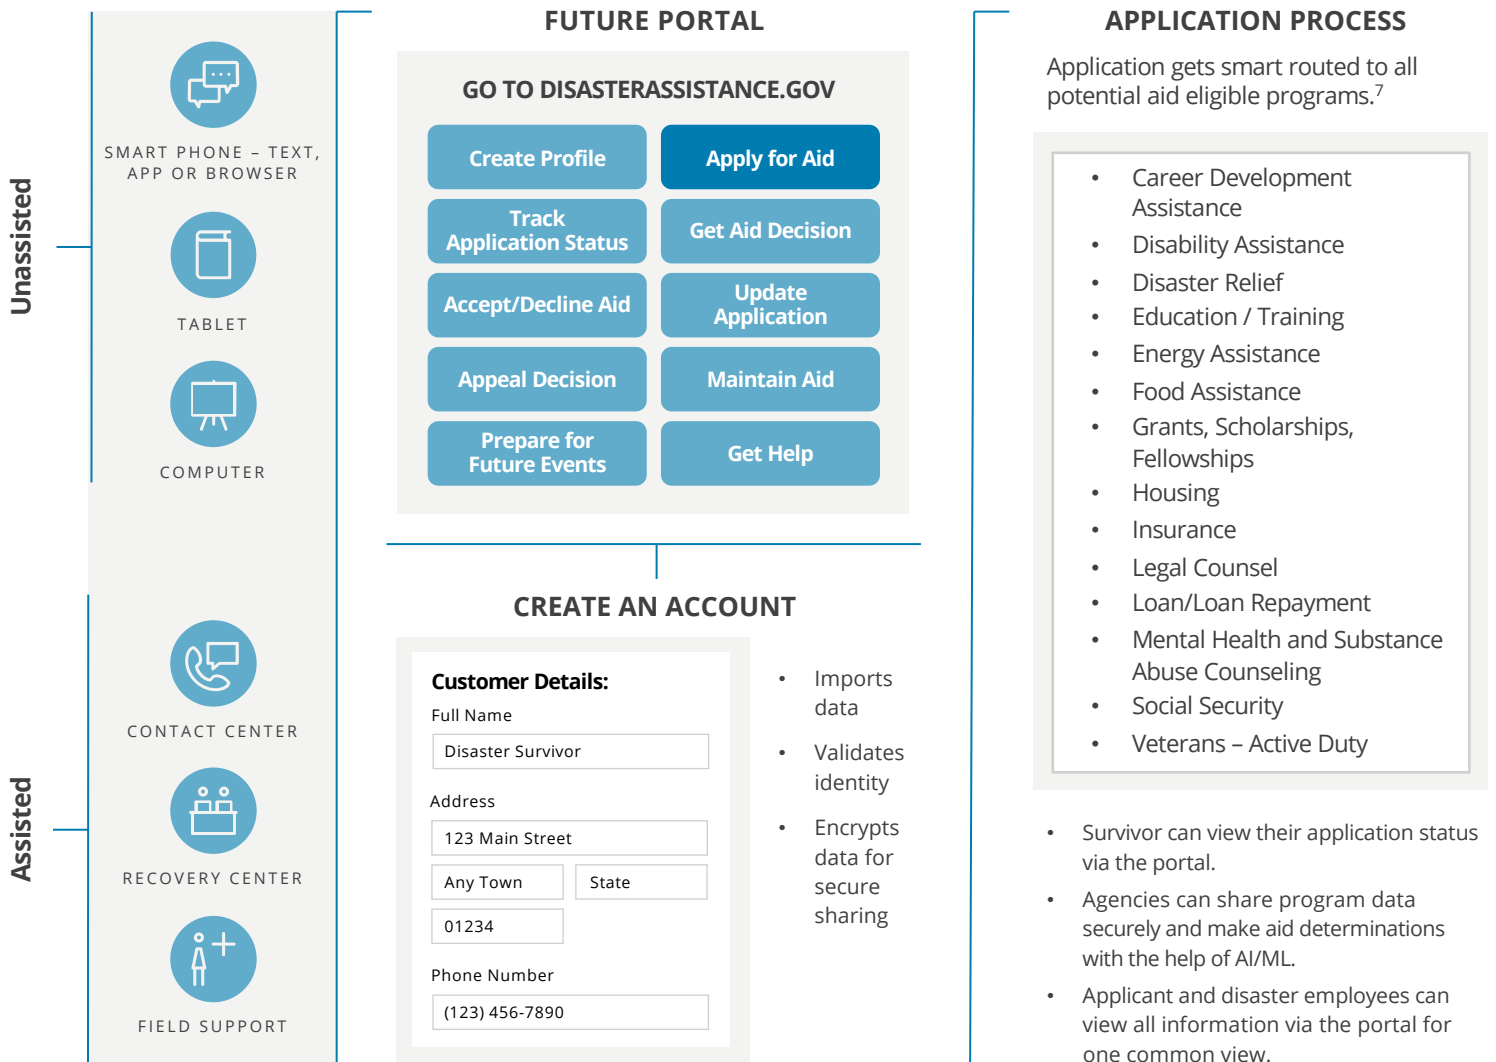 Unassisted
SMART PHONE – TEXT,
APP OR BROWSER
TABLET
COMPUTER
Assisted
CONTACT CENTER
RECOVERY CENTER
FIELD SUPPORT
FUTURE PORTAL
GO TO DISASTERASSISTANCE.GOV
Create Profile
Apply for Aid
Track
Application Status
Get Aid Decision
Accept/Decline Aid
Update
Application
Appeal Decision
Maintain Aid
Prepare for
Future Events
Get Help
CREATE AN ACCOUNT
Customer Details:
Full Name
Disaster Survivor
Address
123 Main Street
Any Town
State
01234
Phone Number
(123) 456-7890
• Imports
data
• Validates
identity
• Encrypts
data for
secure
sharing
APPLICATION PROCESS
Application gets smart routed to all
potential aid eligible programs.7
• Career Development
Assistance
• Disability Assistance
• Disaster Relief
• Education / Training
• Energy Assistance
• Food Assistance
• Grants, Scholarships,
Fellowships
• Housing
• Insurance
• Legal Counsel
• Loan/Loan Repayment
• Mental Health and Substance
Abuse Counseling
• Social Security
• Veterans – Active Duty
• Survivor can view their application status
via the portal.
• Agencies can share program data
securely and make aid determinations
with the help of AI/ML.
• Applicant and disaster employees can
view all information via the portal for
one common view.